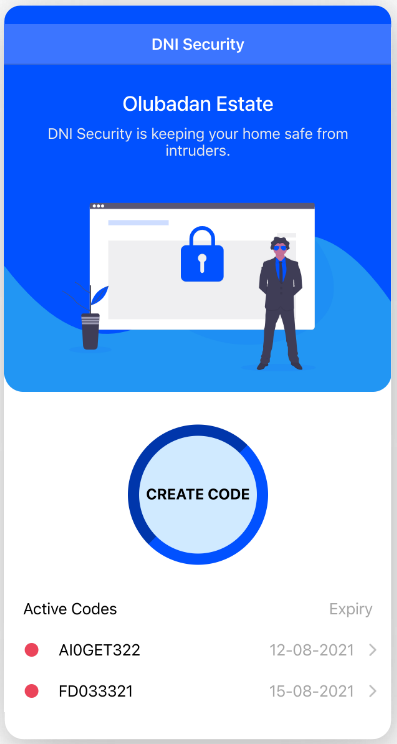 DNI Security
Olubadan Estate
DNI Security is keeping your home safe from
intruders.
CREATE CODE
Active Codes Expiry
AI0GET322 12-08-2021
FD033321 15-08-2021